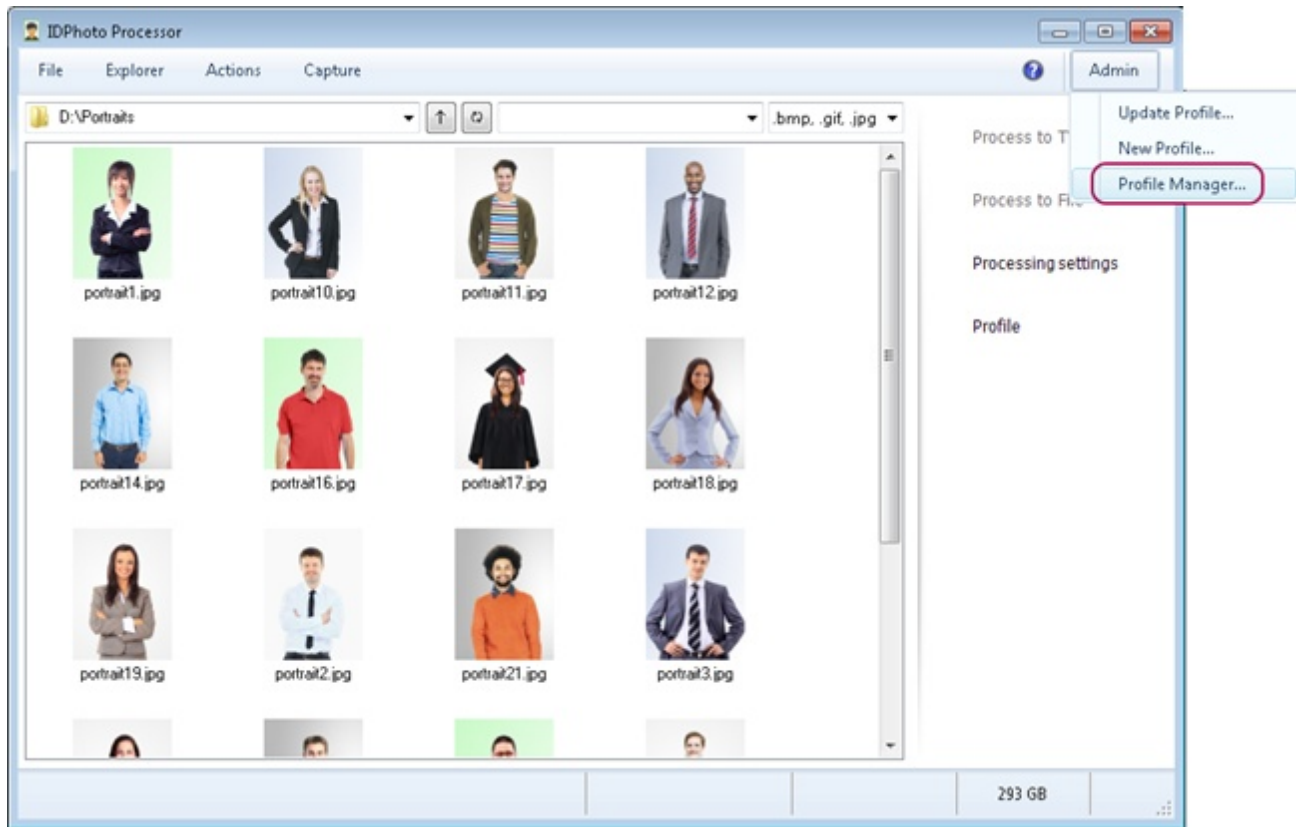 IDPhoto Processor
File Explorer Actions Capture Admin
D:\Portraits .bmp, .gif, .jpg
Update Profile...
New Profile...
Profile Manager...
Process to
Process to
Processing settings
Profile
portrait1.jpg portrait10.jpg portrait11.jpg portrait12.jpg
portrait14.jpg portrait16.jpg portrait17.jpg portrait18.jpg
portrait19.jpg portrait2.jpg portrait21.jpg portrait3.jpg
293 GB